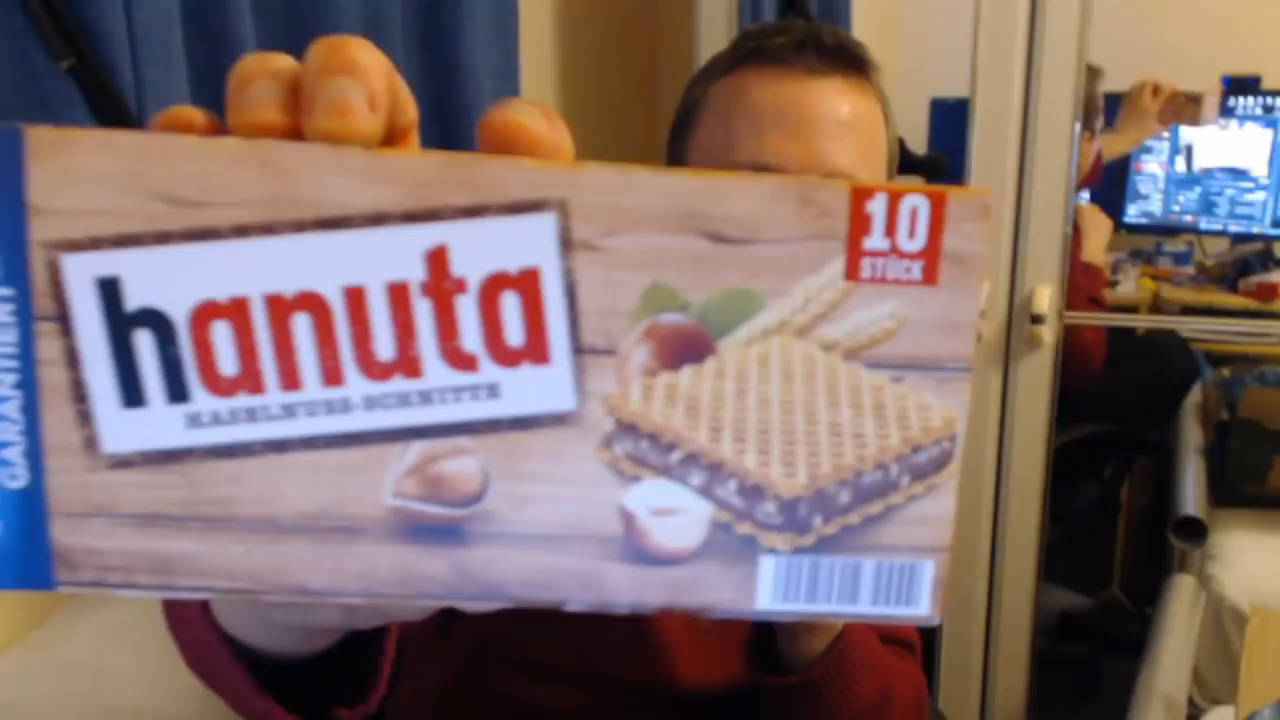 GARANTIERT
hanuta
HASELNUSS-SCHNITTE
10
STÜCK